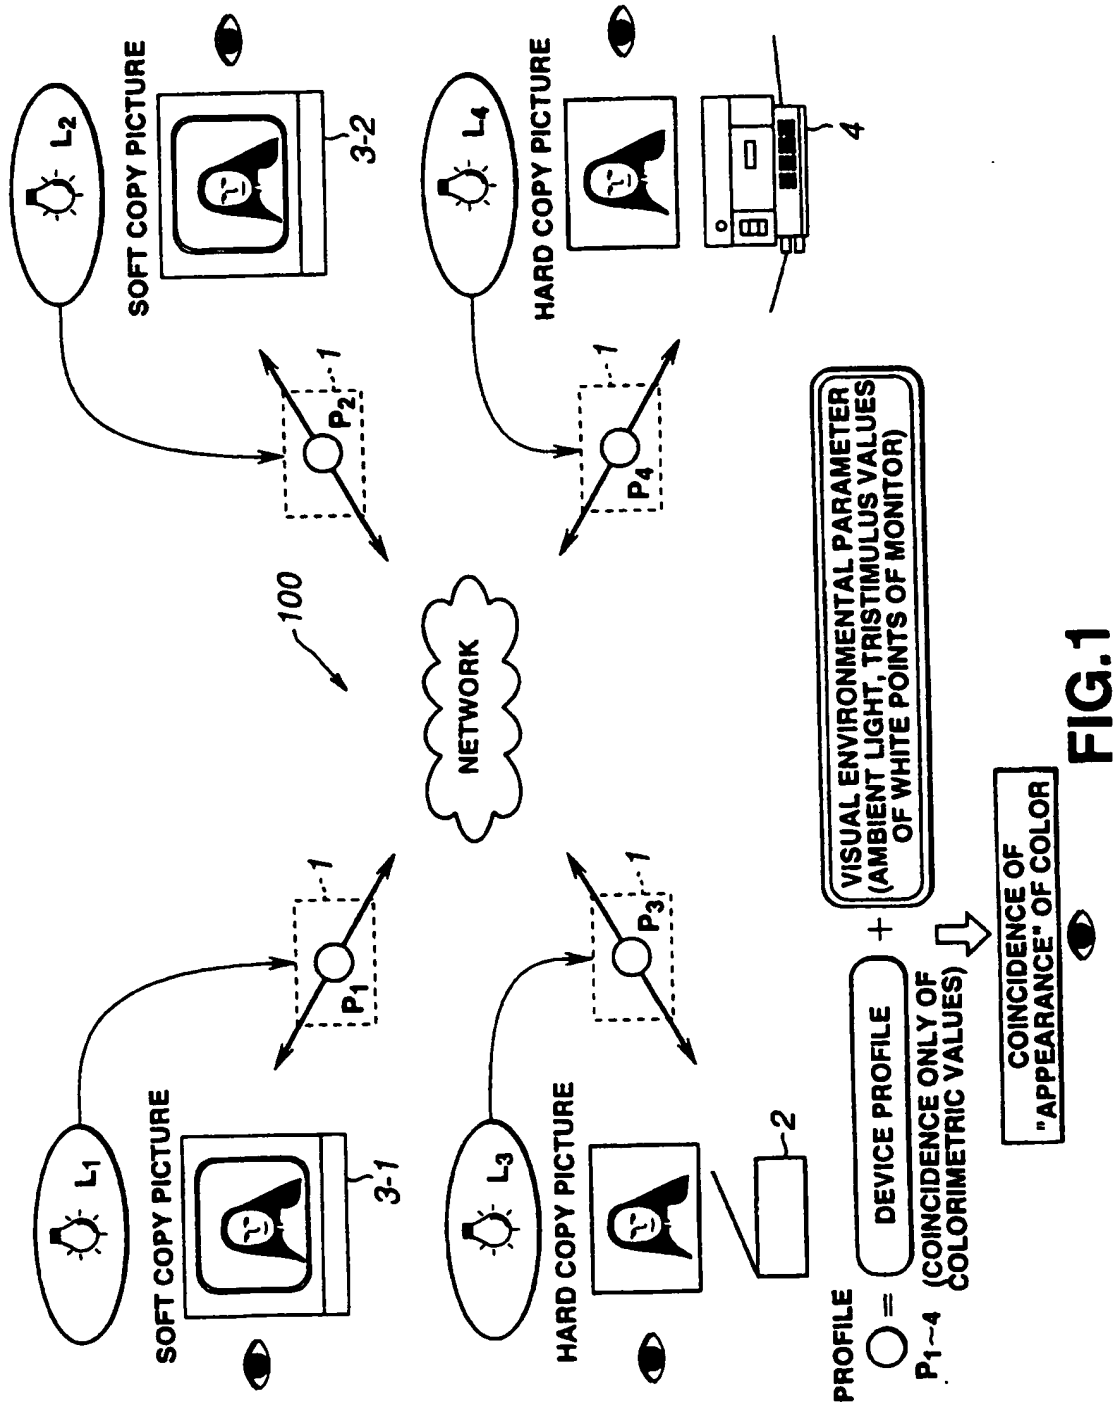 L1
SOFT COPY PICTURE
3-1
P1
1
100
L2
SOFT COPY PICTURE
3-2
P2
1
NETWORK
L3
HARD COPY PICTURE
2
P3
1
L4
HARD COPY PICTURE
4
P4
1
PROFILE
=
P1~4
DEVICE PROFILE
(COINCIDENCE ONLY OF
COLORIMETRIC VALUES)
+
VISUAL ENVIRONMENTAL PARAMETER
(AMBIENT LIGHT, TRISTIMULUS VALUES
OF WHITE POINTS OF MONITOR)
COINCIDENCE OF
"APPEARANCE" OF COLOR
FIG.1